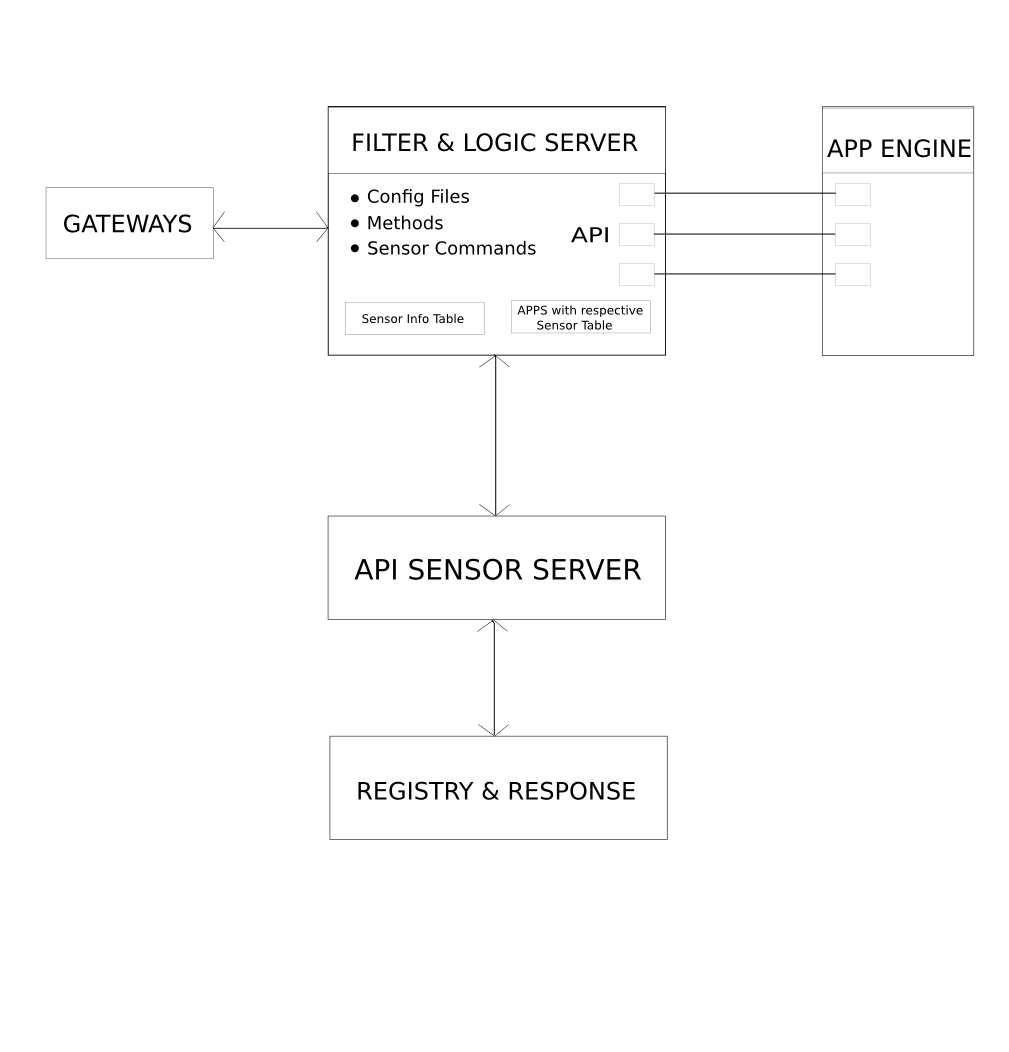 FILTER & LOGIC SERVER
APP ENGINE
GATEWAYS
● Config Files
● Methods
● Sensor Commands
API
Sensor Info Table
APPS with respective
Sensor Table
API SENSOR SERVER
REGISTRY & RESPONSE